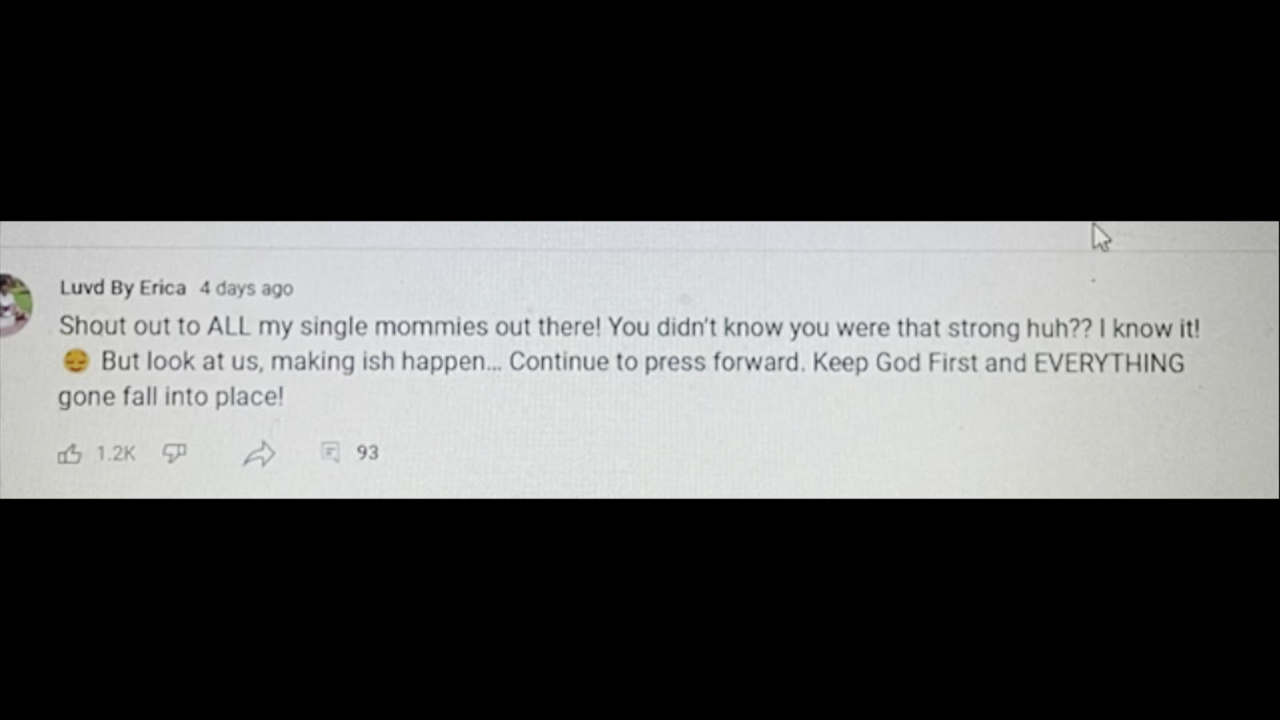 Luvd By Erica 4 days ago
Shout out to ALL my single mommies out there! You didn't know you were that strong huh?? I know it!
😌 But look at us, making ish happen... Continue to press forward. Keep God First and EVERYTHING
gone fall into place!
1.2K 93